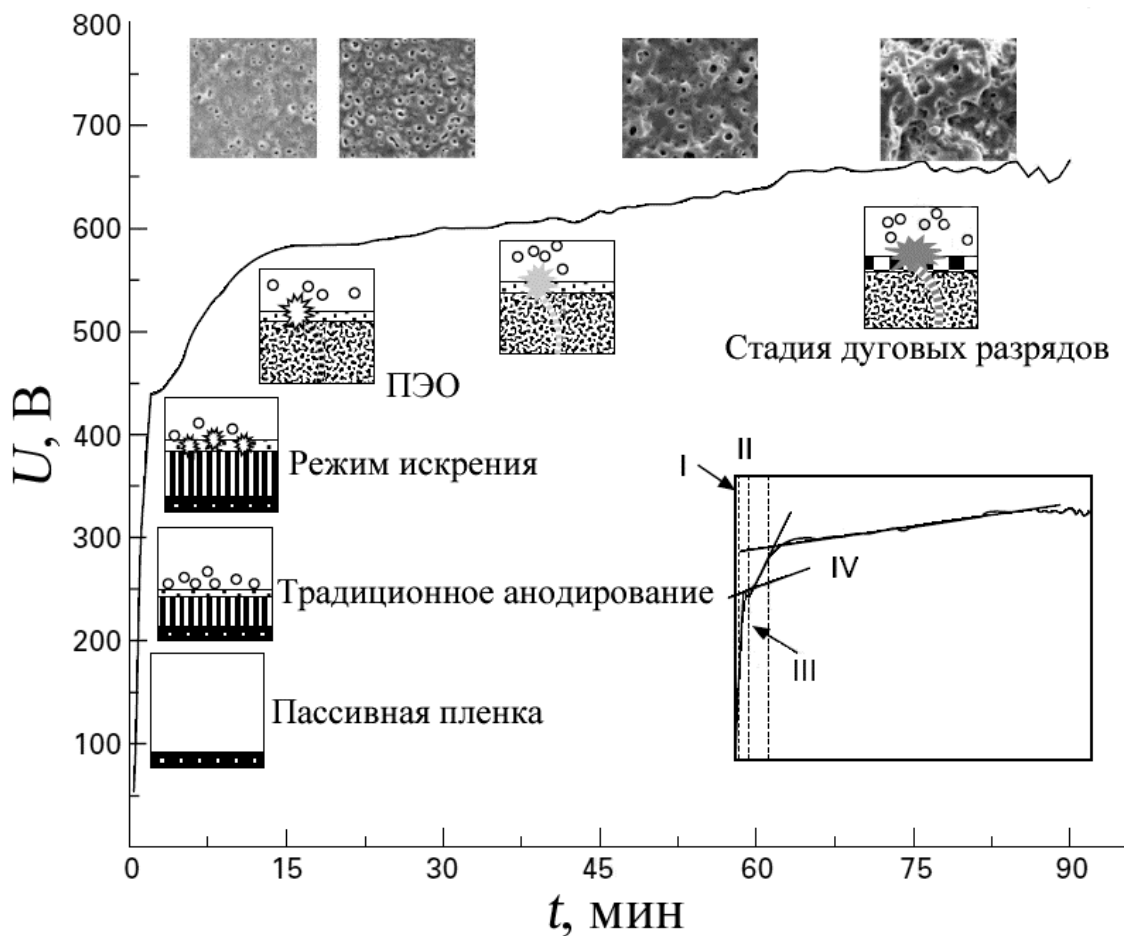 800
700
600
500
400
300
200
100
U, В
ПЭО
Стадия дуговых разрядов
Режим искрения
Традиционное анодирование
Пассивная пленка
I
II
IV
III
0
15
30
45
60
75
90
t, мин